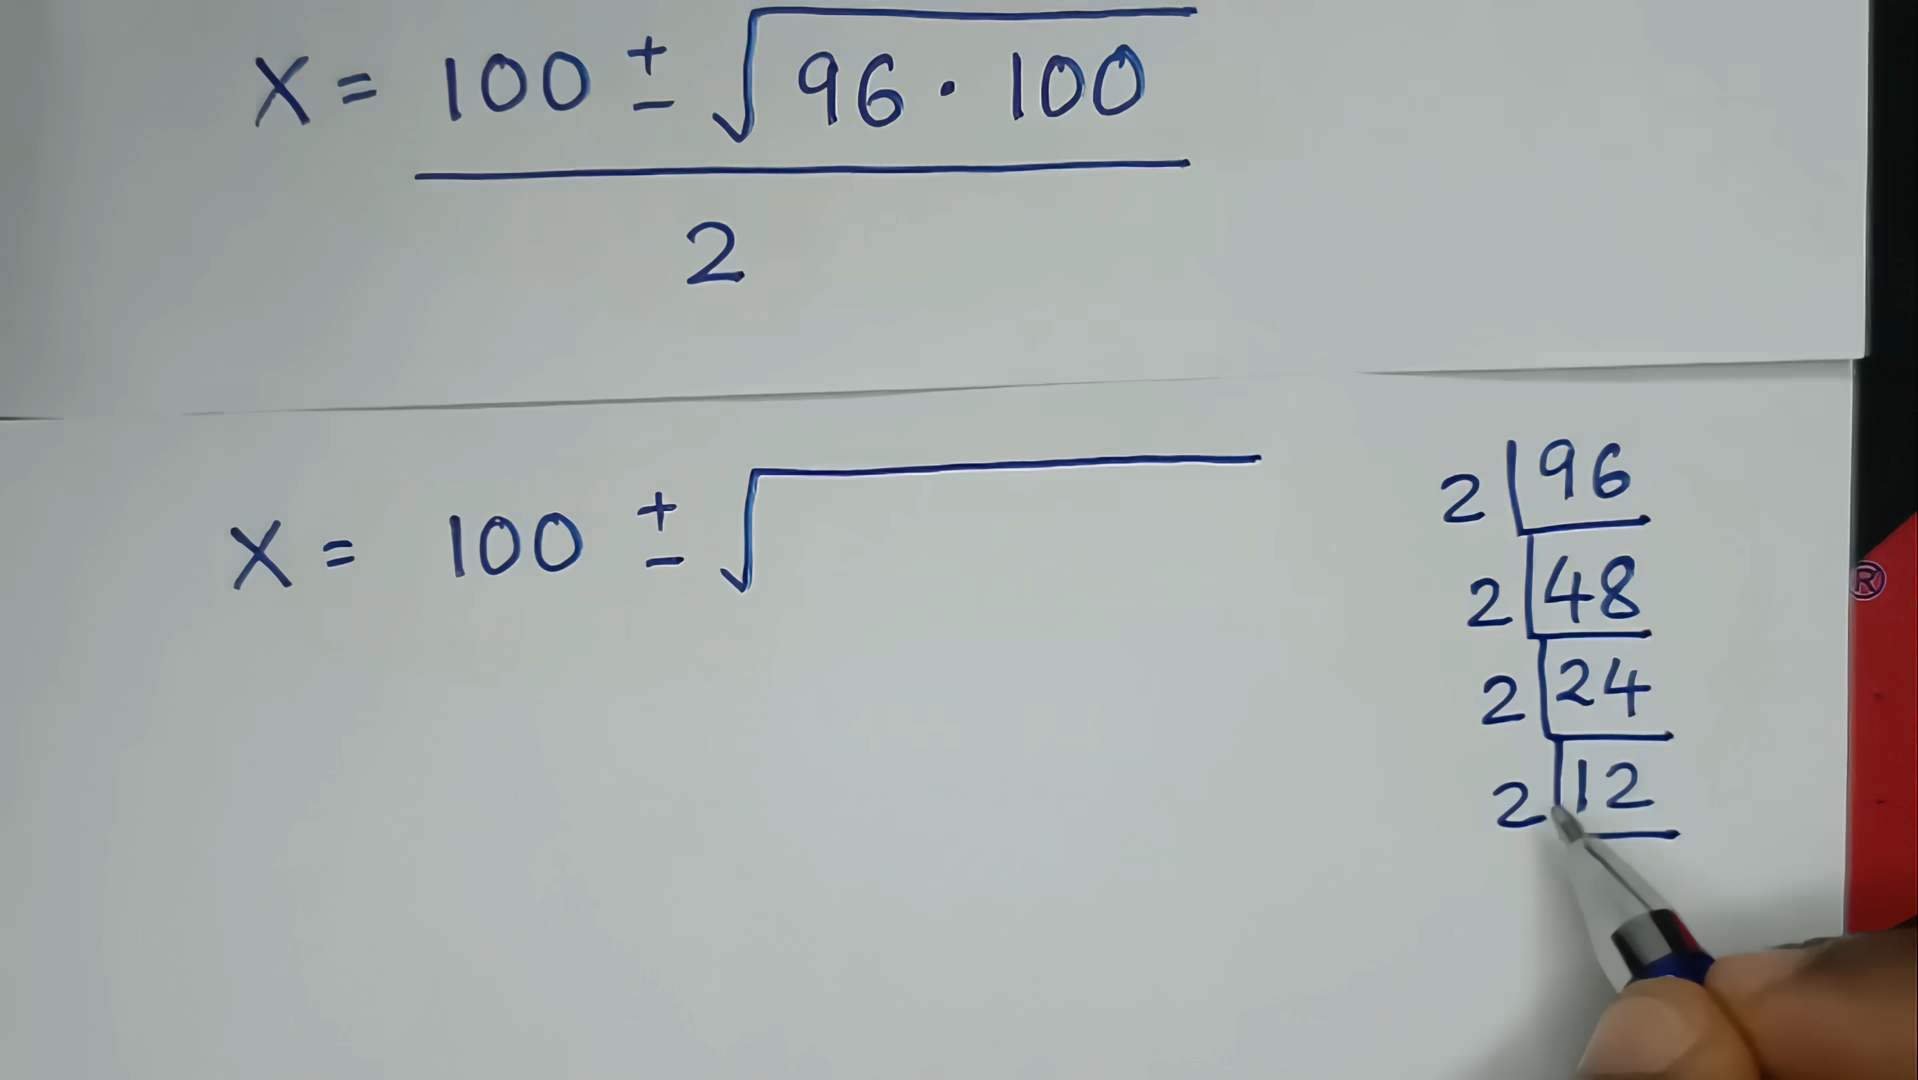 X = 100 ± √96 · 100
2
X = 100 ± √
2 | 96
2 | 48
2 | 24
2 | 12
®